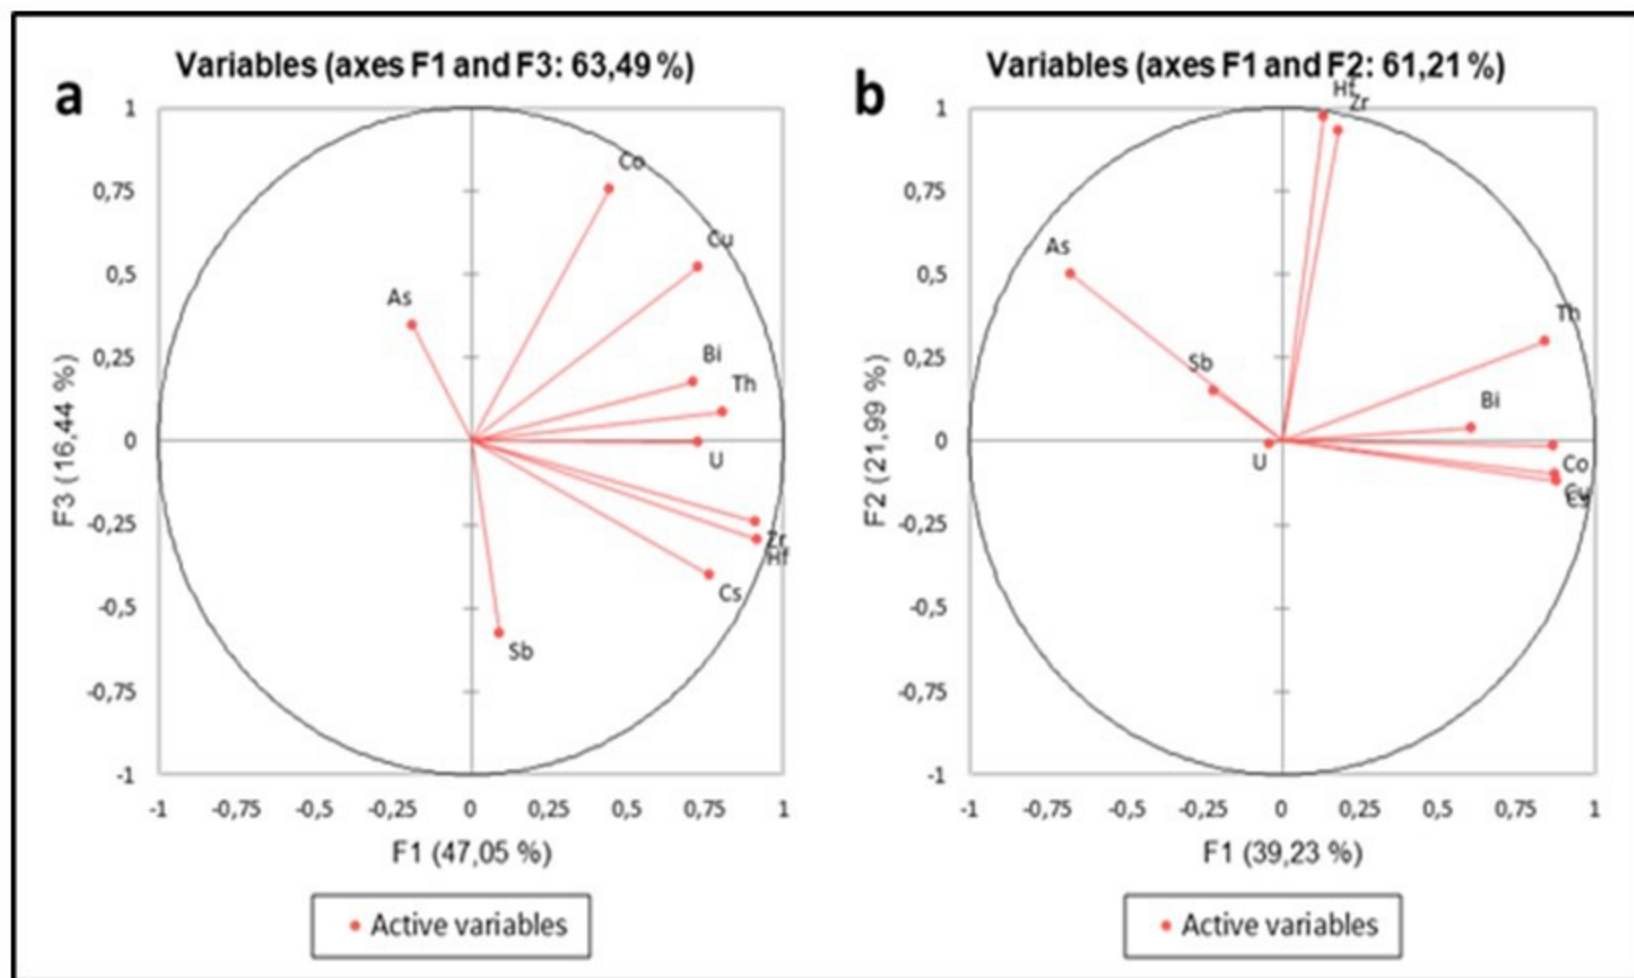 a
Variables (axes F1 and F3: 63,49 %)
1
0,75
0,5
0,25
0
-0,25
-0,5
-0,75
-1
F3 (16,44 %)
Co
Cu
As
Bi
Th
U
Zr
Hf
Cs
Sb
-1
-0,75
-0,5
-0,25
0
0,25
0,5
0,75
1
F1 (47,05 %)
Active variables
b
Variables (axes F1 and F2: 61,21 %)
1
0,75
0,5
0,25
0
-0,25
-0,5
-0,75
-1
F2 (21,99 %)
Hf
Zr
As
Th
Sb
Bi
U
Co
Cu
-1
-0,75
-0,5
-0,25
0
0,25
0,5
0,75
1
F1 (39,23 %)
Active variables